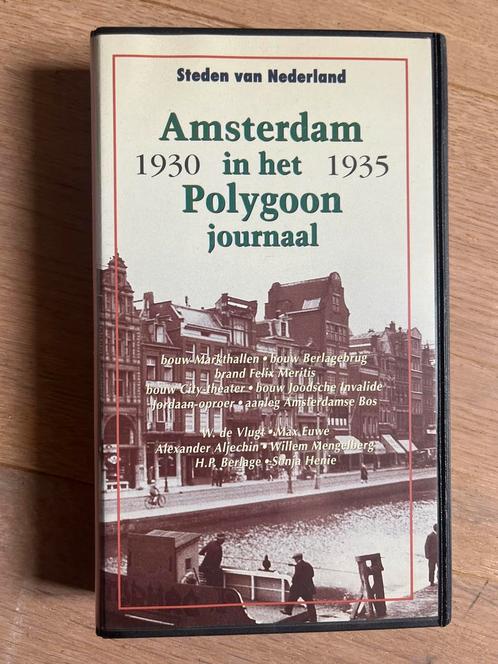 Steden van Nederland
Amsterdam
1930 in het 1935
Polygoon
journaal
bouw Markthallen • bouw Berlagebrug
brand Felix Meritis
bouw City-theater • bouw Joodsche Invalide
Jordaan-oproer • aanleg Amsterdamse Bos
W. de Vlugt • Max Euwe
Alexander Aljechin • Willem Mengelberg
H.P. Berlage • Sonja Henie